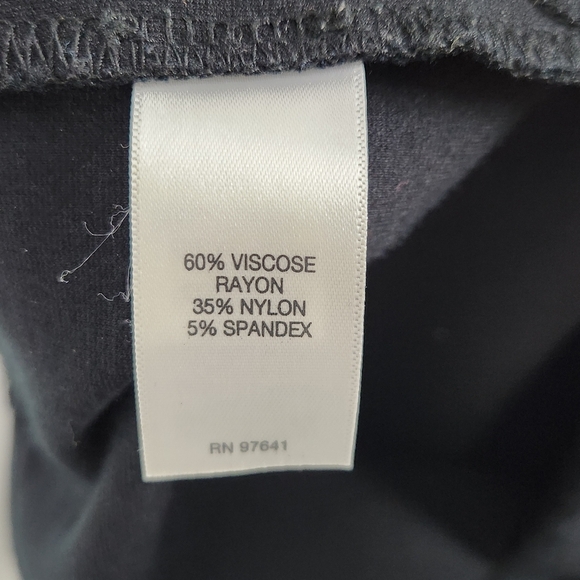 60% VISCOSE
RAYON
35% NYLON
5% SPANDEX
RN 97641